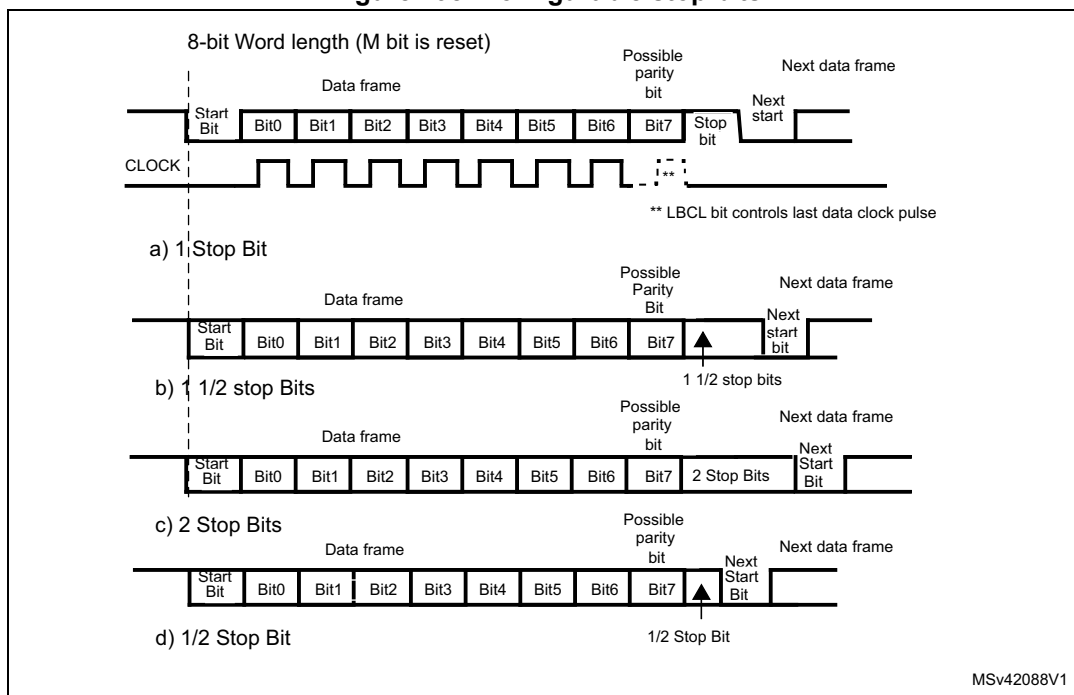 8-bit Word length (M bit is reset)
Possible
parity
bit
Next data frame
Data frame
Next
start
Start
Bit
Bit0
Bit1
Bit2
Bit3
Bit4
Bit5
Bit6
Bit7
Stop
bit
CLOCK
**
** LBCL bit controls last data clock pulse
a) 1 Stop Bit
Possible
Parity
Bit
Next data frame
Data frame
Next
start
bit
Start
Bit
Bit0
Bit1
Bit2
Bit3
Bit4
Bit5
Bit6
Bit7
1 1/2 stop bits
b) 1 1/2 stop Bits
Possible
parity
bit
Next data frame
Data frame
Next
Start
Bit
Start
Bit
Bit0
Bit1
Bit2
Bit3
Bit4
Bit5
Bit6
Bit7
2 Stop Bits
c) 2 Stop Bits
Possible
parity
bit
Next data frame
Data frame
Next
Start
Bit
Start
Bit
Bit0
Bit1
Bit2
Bit3
Bit4
Bit5
Bit6
Bit7
1/2 Stop Bit
d) 1/2 Stop Bit
MSv42088V1